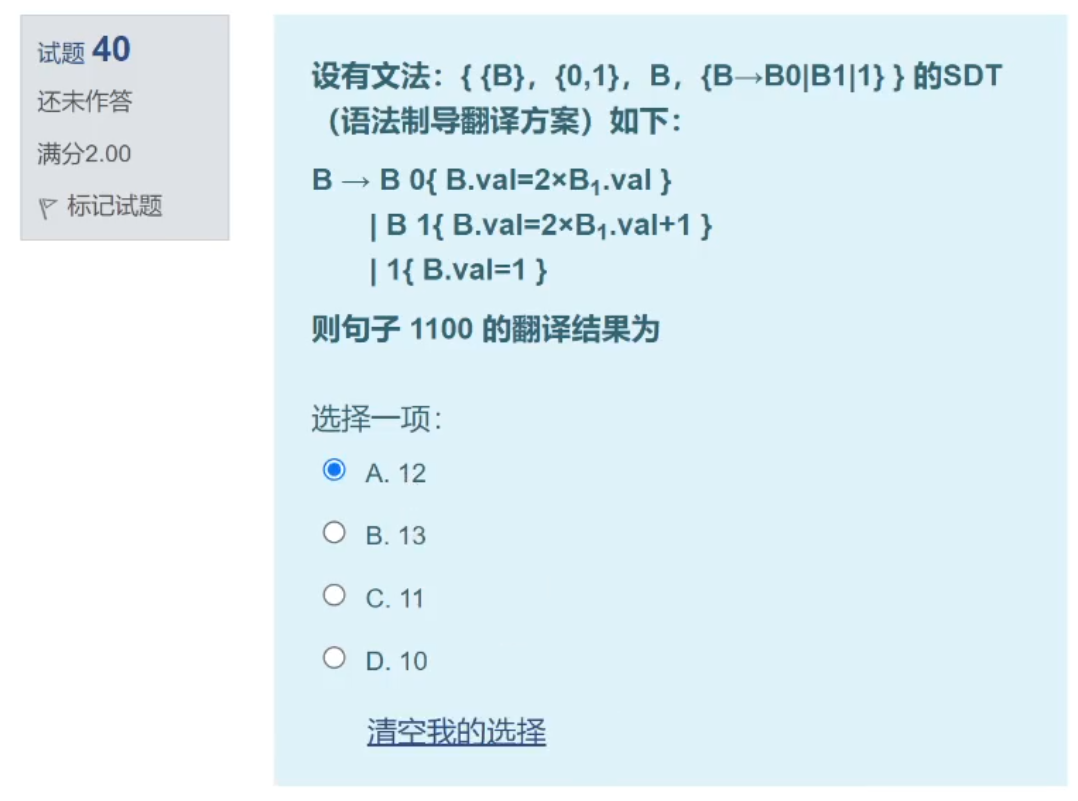 试题 40
还未作答
满分2.00
标记试题
设有文法：{ {B}，{0,1}，B，{B→B0|B1|1} } 的SDT
（语法制导翻译方案）如下：
B → B 0{ B.val=2×B₁.val }
| B 1{ B.val=2×B₁.val+1 }
| 1{ B.val=1 }
则句子 1100 的翻译结果为
选择一项：
A. 12
B. 13
C. 11
D. 10
清空我的选择